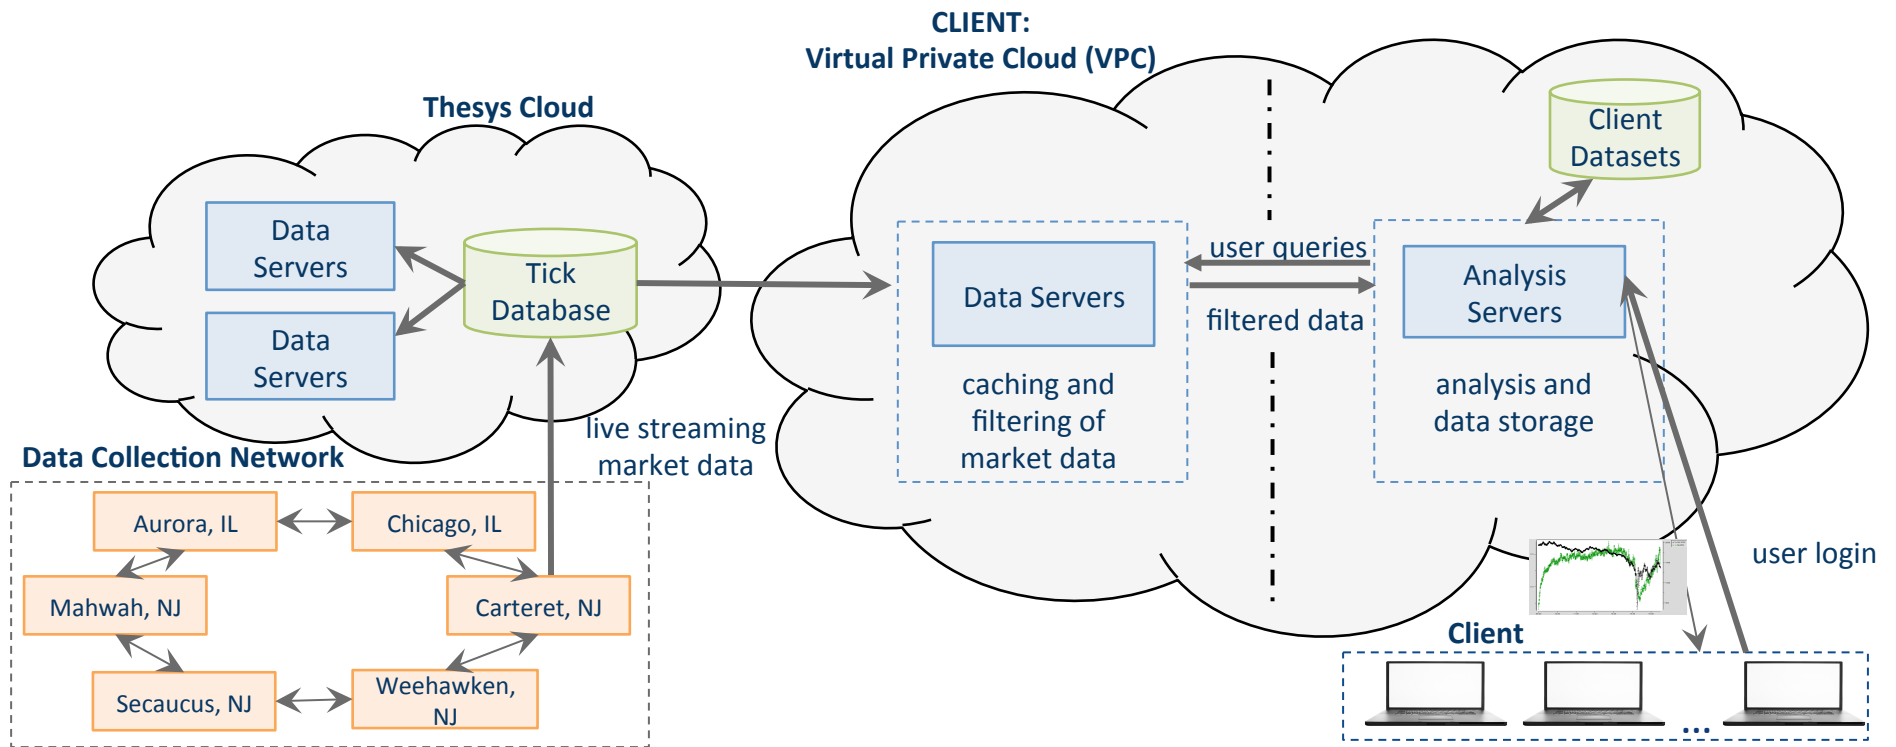 CLIENT:
Virtual Private Cloud (VPC)
Thesys Cloud
Client
Datasets
Data
Servers
Tick
Database
Data
Servers
Data Servers
caching and
filtering of
market data
user queries
filtered data
Analysis
Servers
analysis and
data storage
live streaming
market data
Data Collection Network
Aurora, IL
Chicago, IL
Mahwah, NJ
Carteret, NJ
Secaucus, NJ
Weehawken,
NJ
user login
Client
...